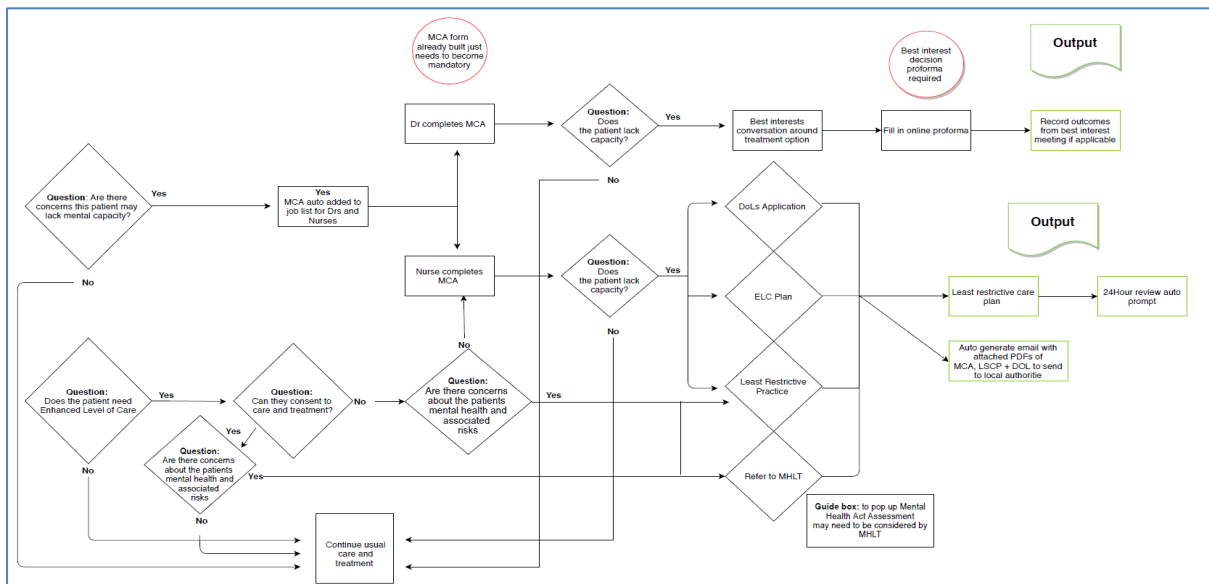 MCA form
already built just
needs to become
mandatory
Best interest
decision
proforma
required
Output
Question:
Does
the patient lack
capacity?
Yes
No
Dr completes MCA
Best interests
conversation around
treatment option
Fill in online proforma
Record outcomes
from best interest
meeting if applicable
Question: Are there
concerns this patient may
lack mental capacity?
Yes
No
Yes
MCA auto added to
job list for Drs and
Nurses
DoLs Application
Output
Nurse completes
MCA
Question:
Does
the patient lack
capacity?
Yes
No
ELC Plan
Least restrictive care
plan
24Hour review auto
prompt
Auto generate email with
attached PDFs of
MCA, LSCP + DOL to send
to local authoritie
No
Question:
Does the patient need
Enhanced Level of Care
Yes
No
Question:
Can they consent to
care and treatment?
No
Yes
Question:
Are there concerns
about the patients
mental health and
associated
risks
Yes
Least Restrictive
Practice
Question:
Are there concerns
about the patients
mental health and
associated
risks
Yes
No
Refer to MHLT
Guide box: to pop up Mental
Health Act Assessment
may need to be considered by
MHLT
Continue usual
care and
treatment